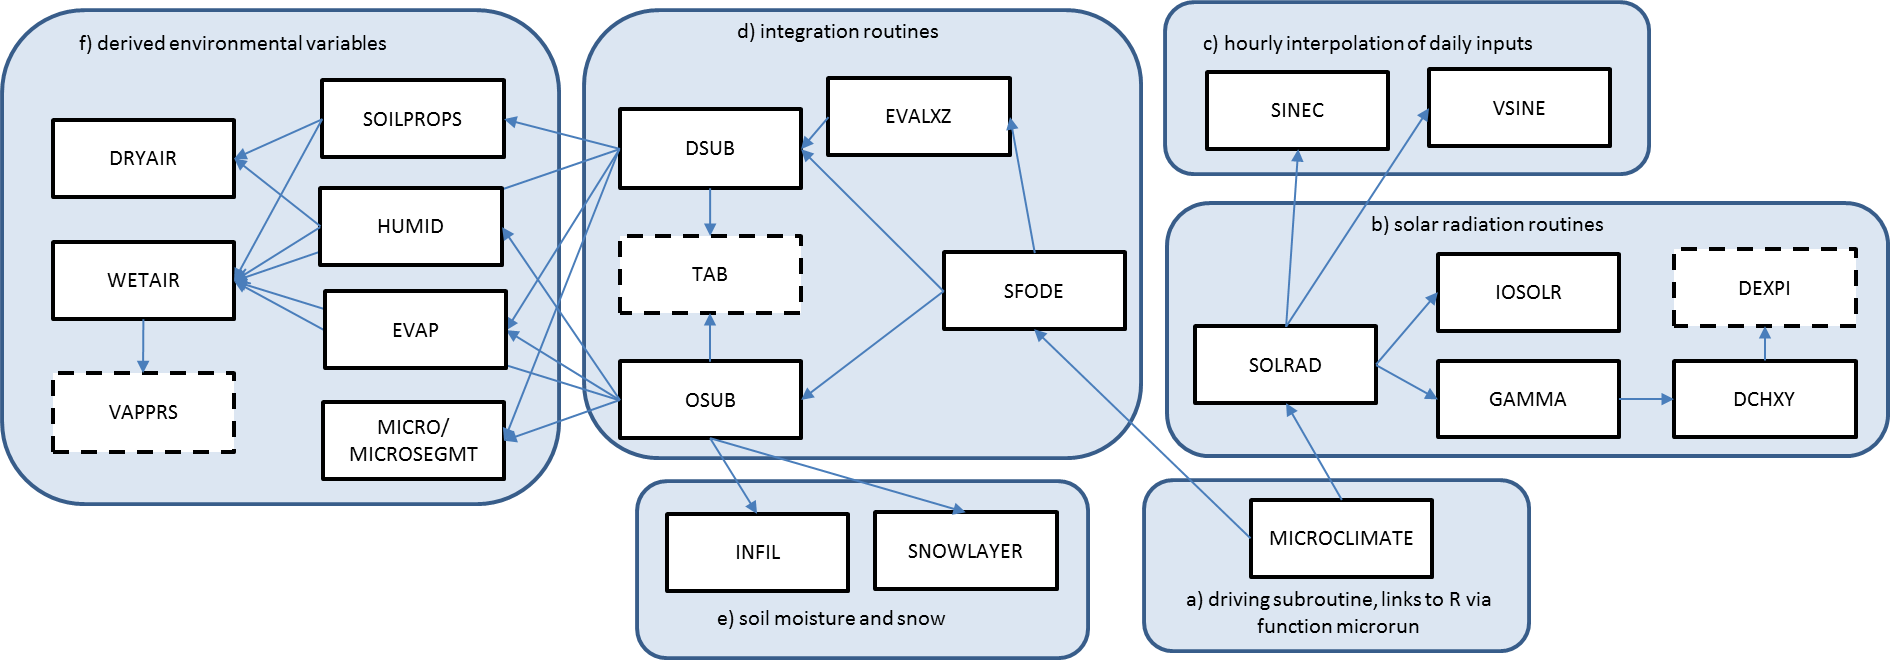 f) derived environmental variables
SOILPROPS
DRYAIR
HUMID
WETAIR
EVAP
VAPPRS
MICRO/
MICROSEGMT
d) integration routines
EVALXZ
DSUB
TAB
SFODE
OSUB
c) hourly interpolation of daily inputs
SINEC
VSINE
b) solar radiation routines
IOSOLR
DEXPI
SOLRAD
GAMMA
DCHXY
INFIL
SNOWLAYER
e) soil moisture and snow
MICROCLIMATE
a) driving subroutine, links to R via
function microrun